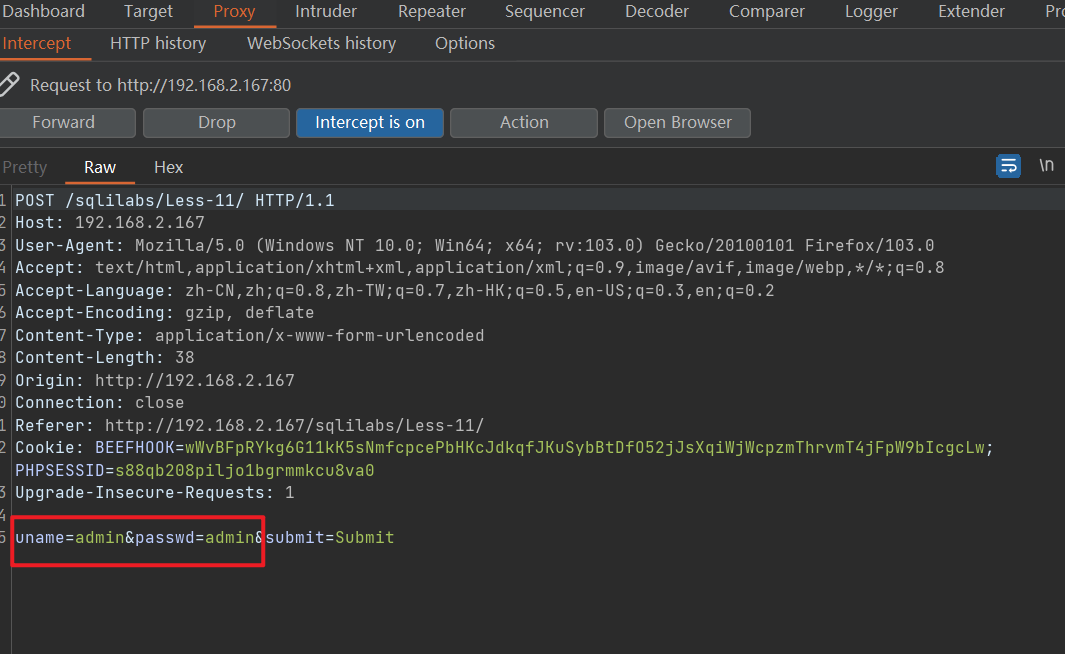 Dashboard Target Proxy Intruder Repeater Sequencer Decoder Comparer Logger Extender
Intercept HTTP history WebSockets history Options
Request to http://192.168.2.167:80
Forward Drop Intercept is on Action Open Browser
Pretty Raw Hex \n
1 POST /sqlilabs/Less-11/ HTTP/1.1
2 Host: 192.168.2.167
3 User-Agent: Mozilla/5.0 (Windows NT 10.0; Win64; x64; rv:103.0) Gecko/20100101 Firefox/103.0
4 Accept: text/html,application/xhtml+xml,application/xml;q=0.9,image/avif,image/webp,*/*;q=0.8
5 Accept-Language: zh-CN,zh;q=0.8,zh-TW;q=0.7,zh-HK;q=0.5,en-US;q=0.3,en;q=0.2
6 Accept-Encoding: gzip, deflate
7 Content-Type: application/x-www-form-urlencoded
8 Content-Length: 38
9 Origin: http://192.168.2.167
0 Connection: close
1 Referer: http://192.168.2.167/sqlilabs/Less-11/
2 Cookie: BEEFHOOK=wWvBFpRYkg6G11kK5sNmfcpcePbHKcJdkqfJKuSybBtDfO52jJsXqiWjWcpzmThrvmT4jFpW9bIcgcLw;
PHPSESSID=s88qb208piljo1bgrmmkcu8va0
3 Upgrade-Insecure-Requests: 1
4
5 uname=admin&passwd=admin&submit=Submit